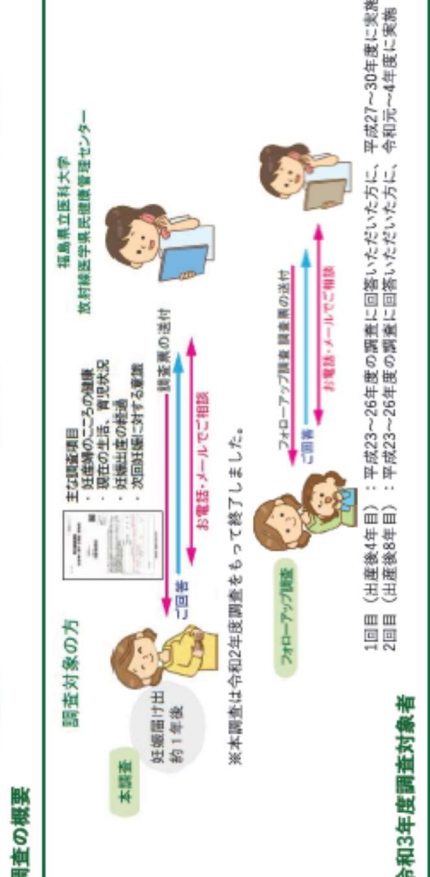 調査の概要
調査対象の方
福島県立医科大学
放射線医学県民健康管理センター
本調査
妊娠届け出
約1年後
主な調査項目
・妊産婦のこころの健康
・現在の生活、育児状況
・妊娠出産の経過
・次回妊娠に対する意識
調査票の送付
ご回答
お電話・メールでご相談
※本調査は令和2年度調査をもって終了しました。
フォローアップ調査
フォローアップ調査 調査票の送付
ご回答
お電話・メールでご相談
1回目（出産後4年目）：平成23～26年度の調査に回答いただいた方に、平成27～30年度に実施
2回目（出産後8年目）：平成23～26年度の調査に回答いただいた方に、令和元～4年度に実施
令和3年度調査対象者